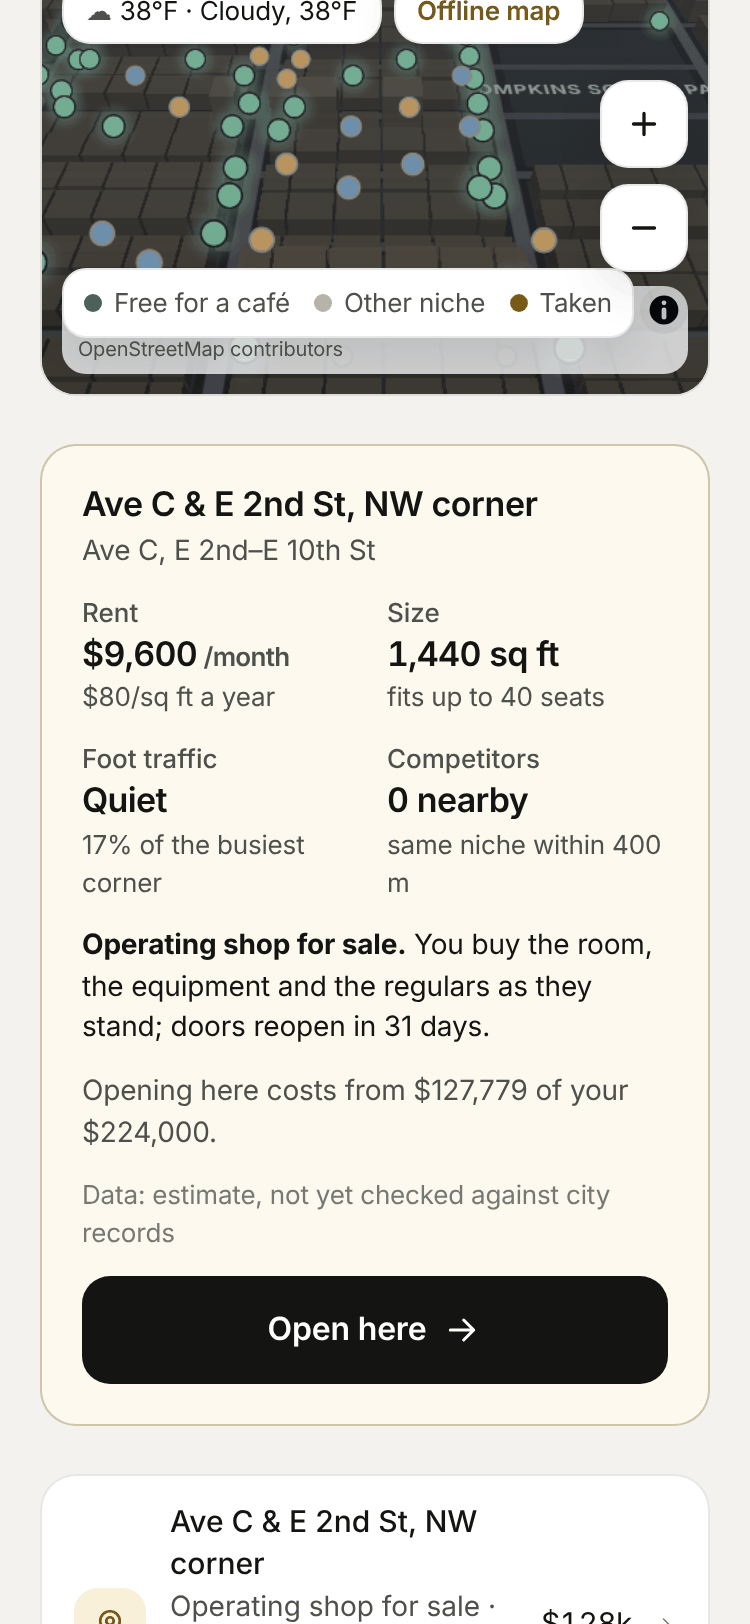 ☁ 38°F · Cloudy, 38°F
Offline map
OMPKINS SQ PA
+
−
Free for a café
Other niche
Taken
OpenStreetMap contributors
Ave C & E 2nd St, NW corner
Ave C, E 2nd–E 10th St
Rent
Size
$9,600 /month
1,440 sq ft
$80/sq ft a year
fits up to 40 seats
Foot traffic
Competitors
Quiet
0 nearby
17% of the busiest
same niche within 400
corner
m
Operating shop for sale. You buy the room,
the equipment and the regulars as they
stand; doors reopen in 31 days.
Opening here costs from $127,779 of your
$224,000.
Data: estimate, not yet checked against city
records
Open here →
Ave C & E 2nd St, NW
corner
Operating shop for sale ·
$128k